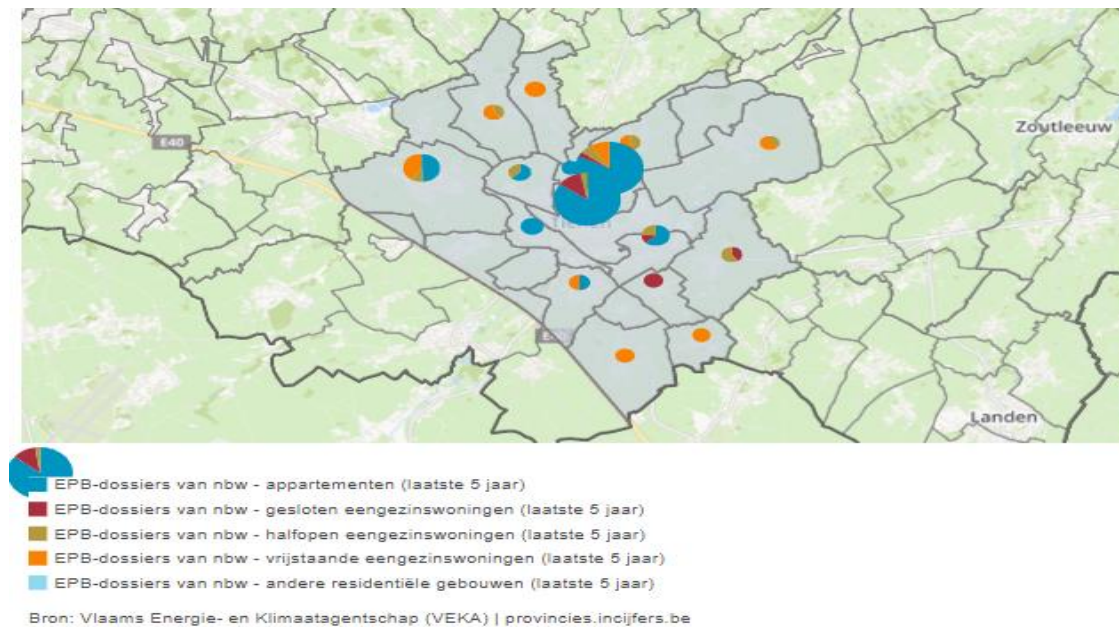 E40
Zoutleeuw
Landen
EPB-dossiers van nbw - appartementen (laatste 5 jaar)
EPB-dossiers van nbw - gesloten eengezinswoningen (laatste 5 jaar)
EPB-dossiers van nbw - halfopen eengezinswoningen (laatste 5 jaar)
EPB-dossiers van nbw - vrijstaande eengezinswoningen (laatste 5 jaar)
EPB-dossiers van nbw - andere residentiële gebouwen (laatste 5 jaar)
Bron: Vlaams Energie- en Klimaatagentschap (VEKA) | provincies.incijfers.be